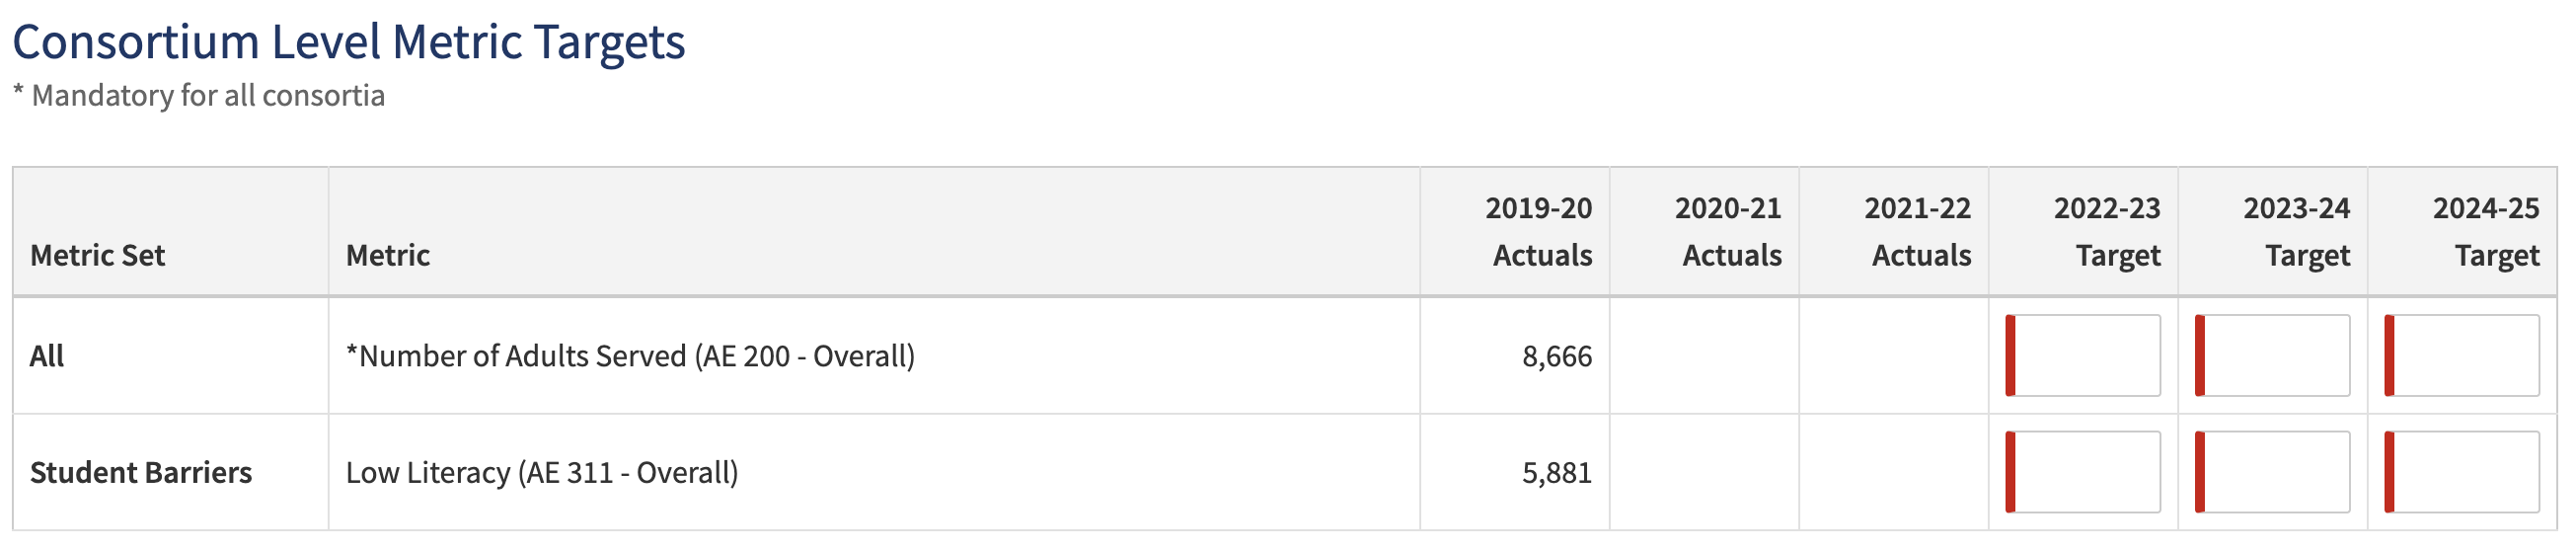 Consortium Level Metric Targets
* Mandatory for all consortia
Metric Set Metric 2019-20 Actuals 2020-21 Actuals 2021-22 Actuals 2022-23 Target 2023-24 Target 2024-25 Target
All *Number of Adults Served (AE 200 - Overall) 8,666
Student Barriers Low Literacy (AE 311 - Overall) 5,881